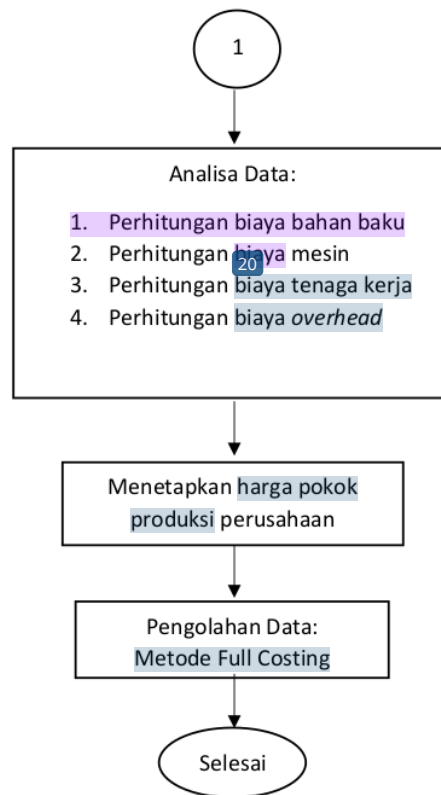 1
Analisa Data:
1. Perhitungan biaya bahan baku
2. Perhitungan biaya mesin
20
3. Perhitungan biaya tenaga kerja
4. Perhitungan biaya overhead
Menetapkan harga pokok
produksi perusahaan
Pengolahan Data:
Metode Full Costing
Selesai